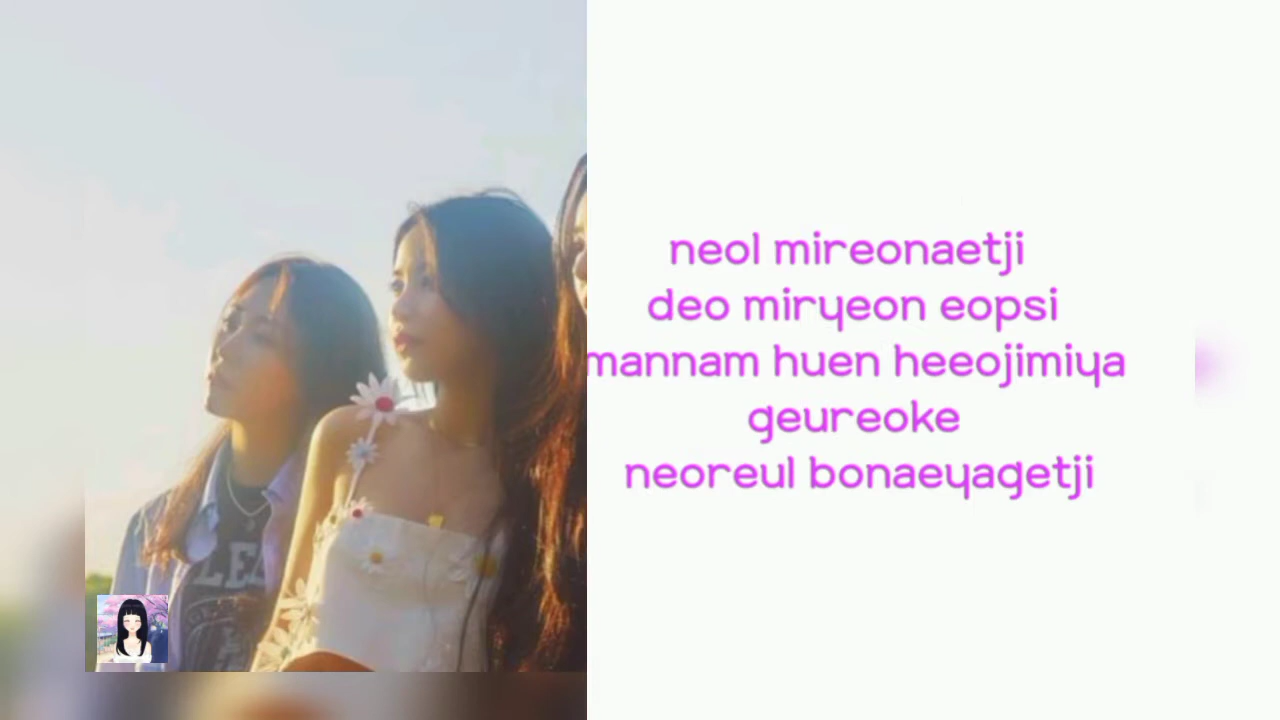 neol mireonaetji
deo miryeon eopsi
mannam huen heeojimiya
geureoke
neoreul bonaeyagetji